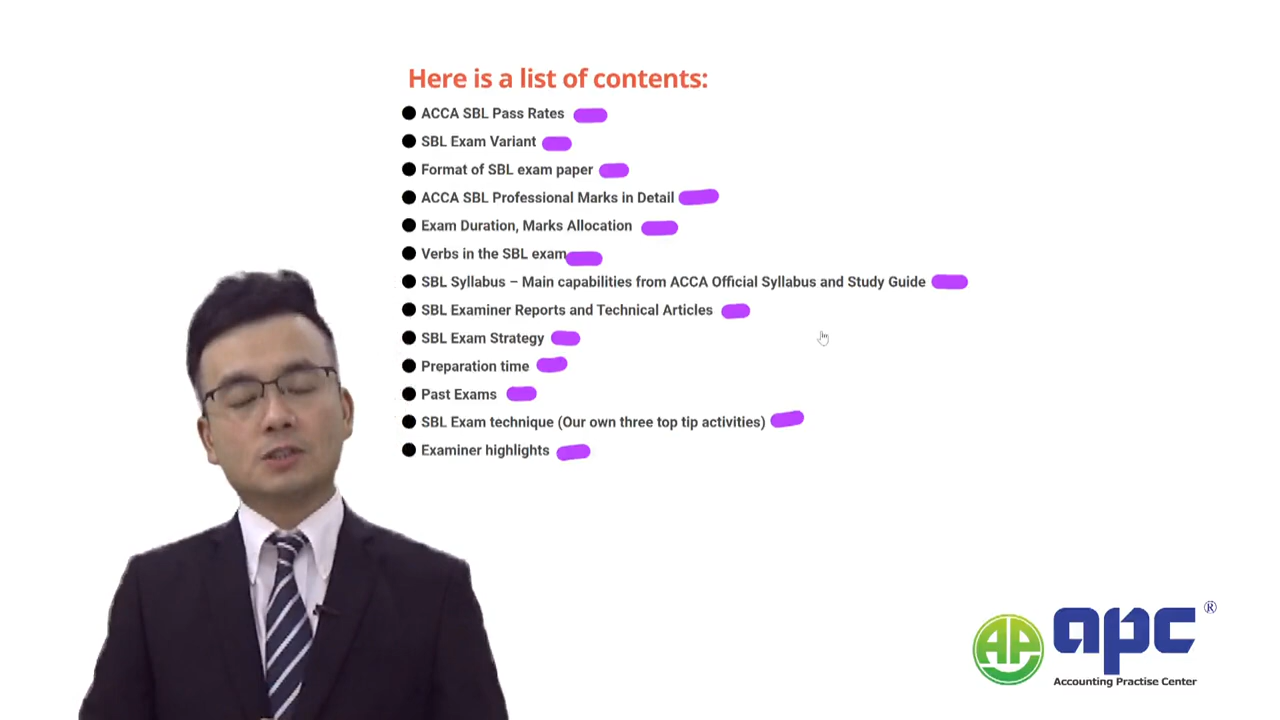 Here is a list of contents:
ACCA SBL Pass Rates
SBL Exam Variant
Format of SBL exam paper
ACCA SBL Professional Marks in Detail
Exam Duration, Marks Allocation
Verbs in the SBL exam
SBL Syllabus – Main capabilities from ACCA Official Syllabus and Study Guide
SBL Examiner Reports and Technical Articles
SBL Exam Strategy
Preparation time
Past Exams
SBL Exam technique (Our own three top tip activities)
Examiner highlights
AP apc ®
Accounting Practise Center